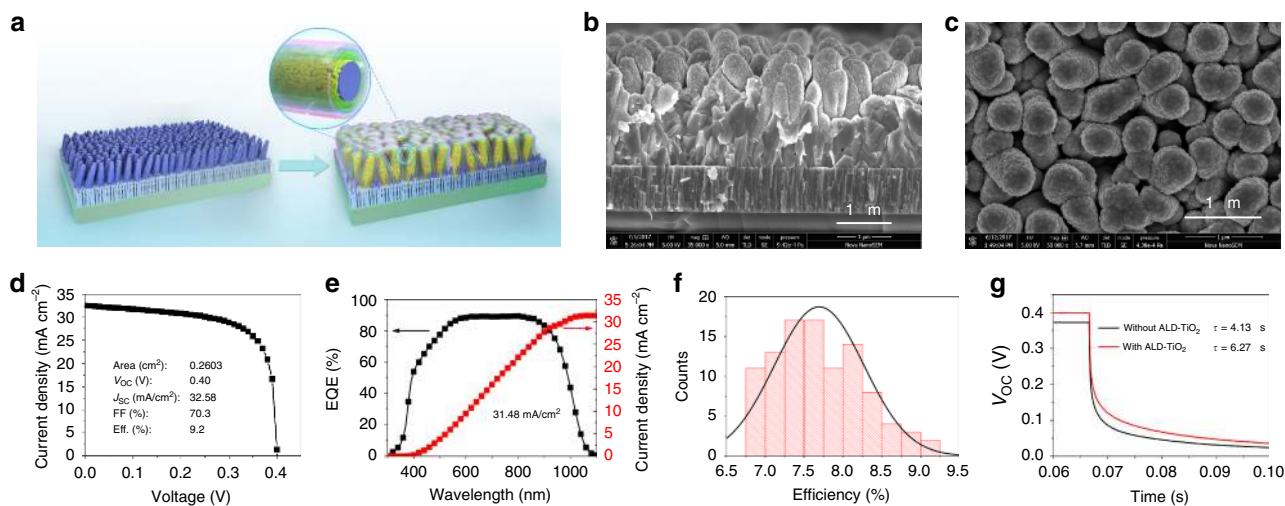 a
b
c
1 m
1 m
d
Current density (mA cm−2)
35
30
25
20
15
10
5
0
Area (cm2): 0.2603
VOC (V): 0.40
JSC (mA/cm2): 32.58
FF (%): 70.3
Eff. (%): 9.2
0.0 0.1 0.2 0.3 0.4
Voltage (V)
e
EQE (%)
100
80
60
40
20
0
31.48 mA/cm2
35
30
25
20
15
10
5
0
Current density (mA cm−2)
400 600 800 1000
Wavelength (nm)
f
Counts
20
15
10
5
0
6.5 7.0 7.5 8.0 8.5 9.0 9.5
Efficiency (%)
g
VOC (V)
0.4
0.3
0.2
0.1
0.0
Without ALD-TiO2 τ = 4.13 s
With ALD-TiO2 τ = 6.27 s
0.06 0.07 0.08 0.09 0.10
Time (s)